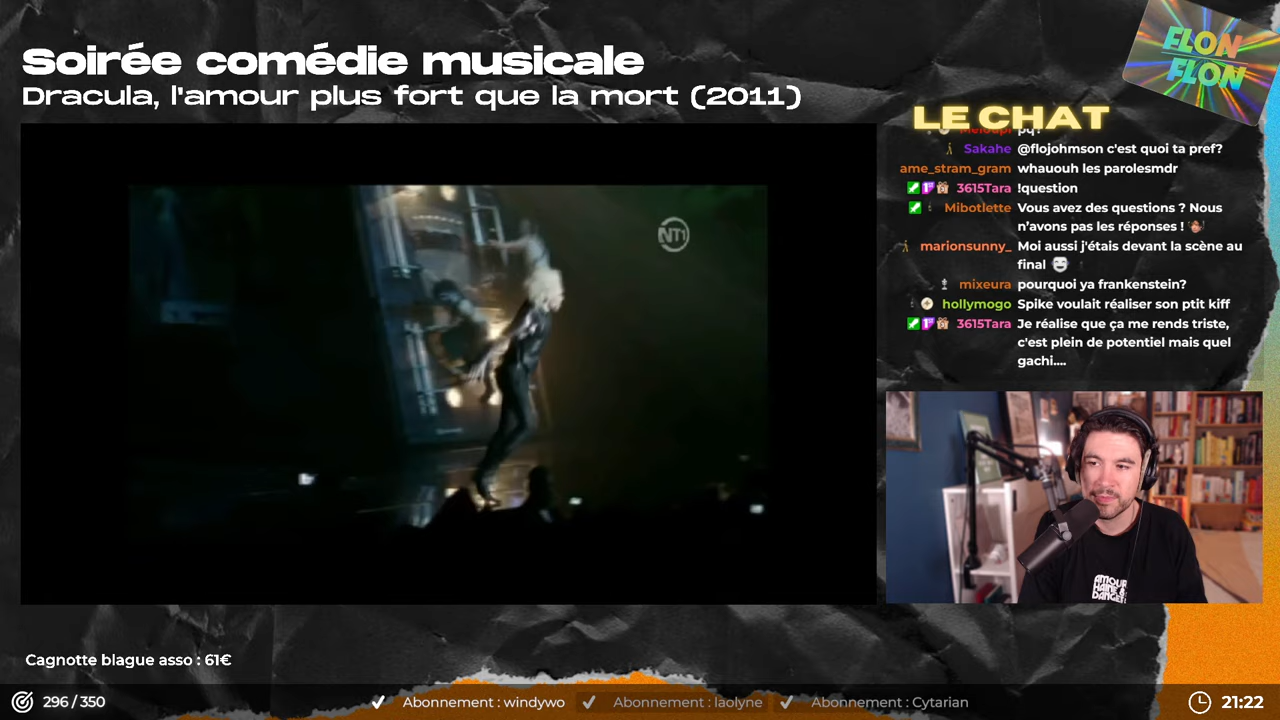 Soirée comédie musicale
Dracula, l'amour plus fort que la mort (2011)
FLON
FLON
LE CHAT
Sakahe @flojohmson c'est quoi ta pref?
ame_stram_gram whauouh les parolesmdr
3615Tara !question
Mibotlette Vous avez des questions ? Nous
n'avons pas les réponses !
marionsunny_ Moi aussi j'étais devant la scène au
final
mixeura pourquoi ya frankenstein?
hollymogo Spike voulait réaliser son ptit kiff
3615Tara Je réalise que ça me rends triste,
c'est plein de potentiel mais quel
gachi....
NT1
AMOUR
HAINE &
DANGER
Cagnotte blague asso : 61€
296 / 350
Abonnement : windywo
Abonnement : laolyne
Abonnement : Cytarian
21:22